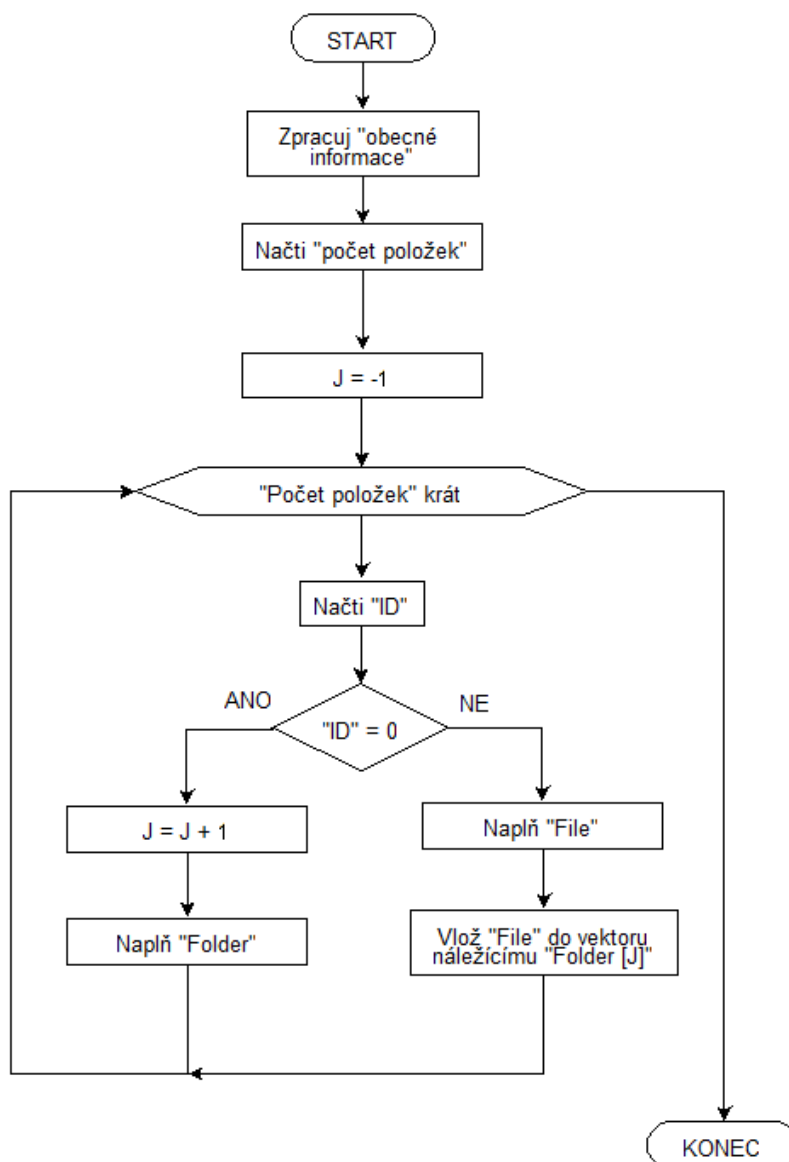 START
Zpracuj "obecné
informace"
Načti "počet položek"
J = -1
"Počet položek" krát
Načti "ID"
ANO
NE
"ID" = 0
J = J + 1
Naplň "File"
Naplň "Folder"
Vlož "File" do vektoru
náležícímu "Folder [J]"
KONEC